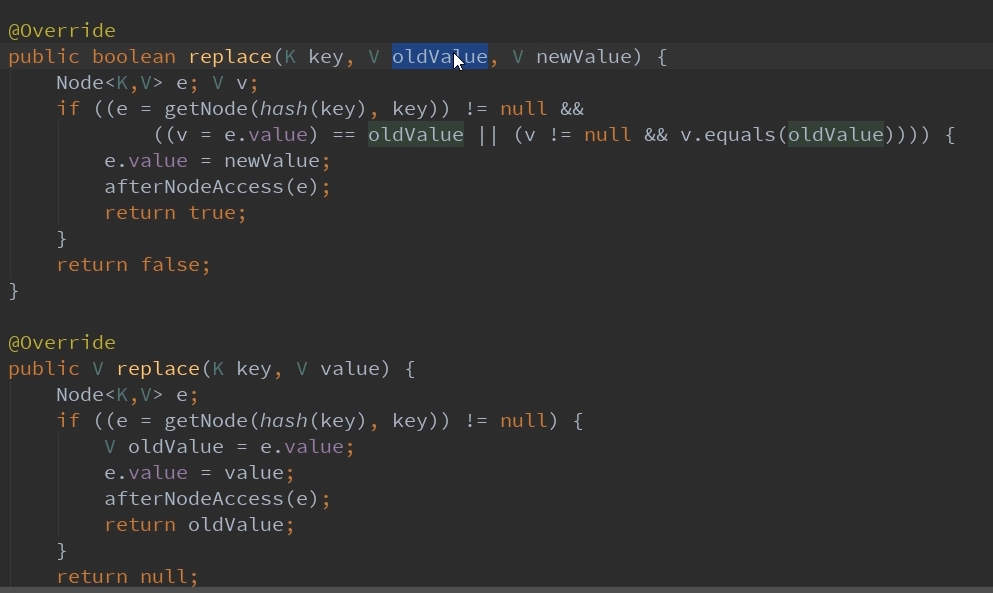 @Override
public boolean replace(K key, V oldValue, V newValue) {
Node<K,V> e; V v;
if ((e = getNode(hash(key), key)) != null &&
((v = e.value) == oldValue || (v != null && v.equals(oldValue)))) {
e.value = newValue;
afterNodeAccess(e);
return true;
}
return false;
}
@Override
public V replace(K key, V value) {
Node<K,V> e;
if ((e = getNode(hash(key), key)) != null) {
V oldValue = e.value;
e.value = value;
afterNodeAccess(e);
return oldValue;
}
return null;